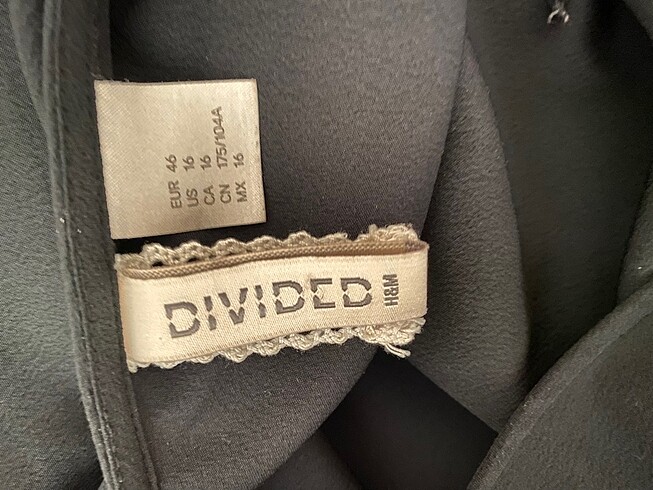 EUR 46
US 16
CA 16
CN 175/104A
MX 16
DIVIDED
H&M